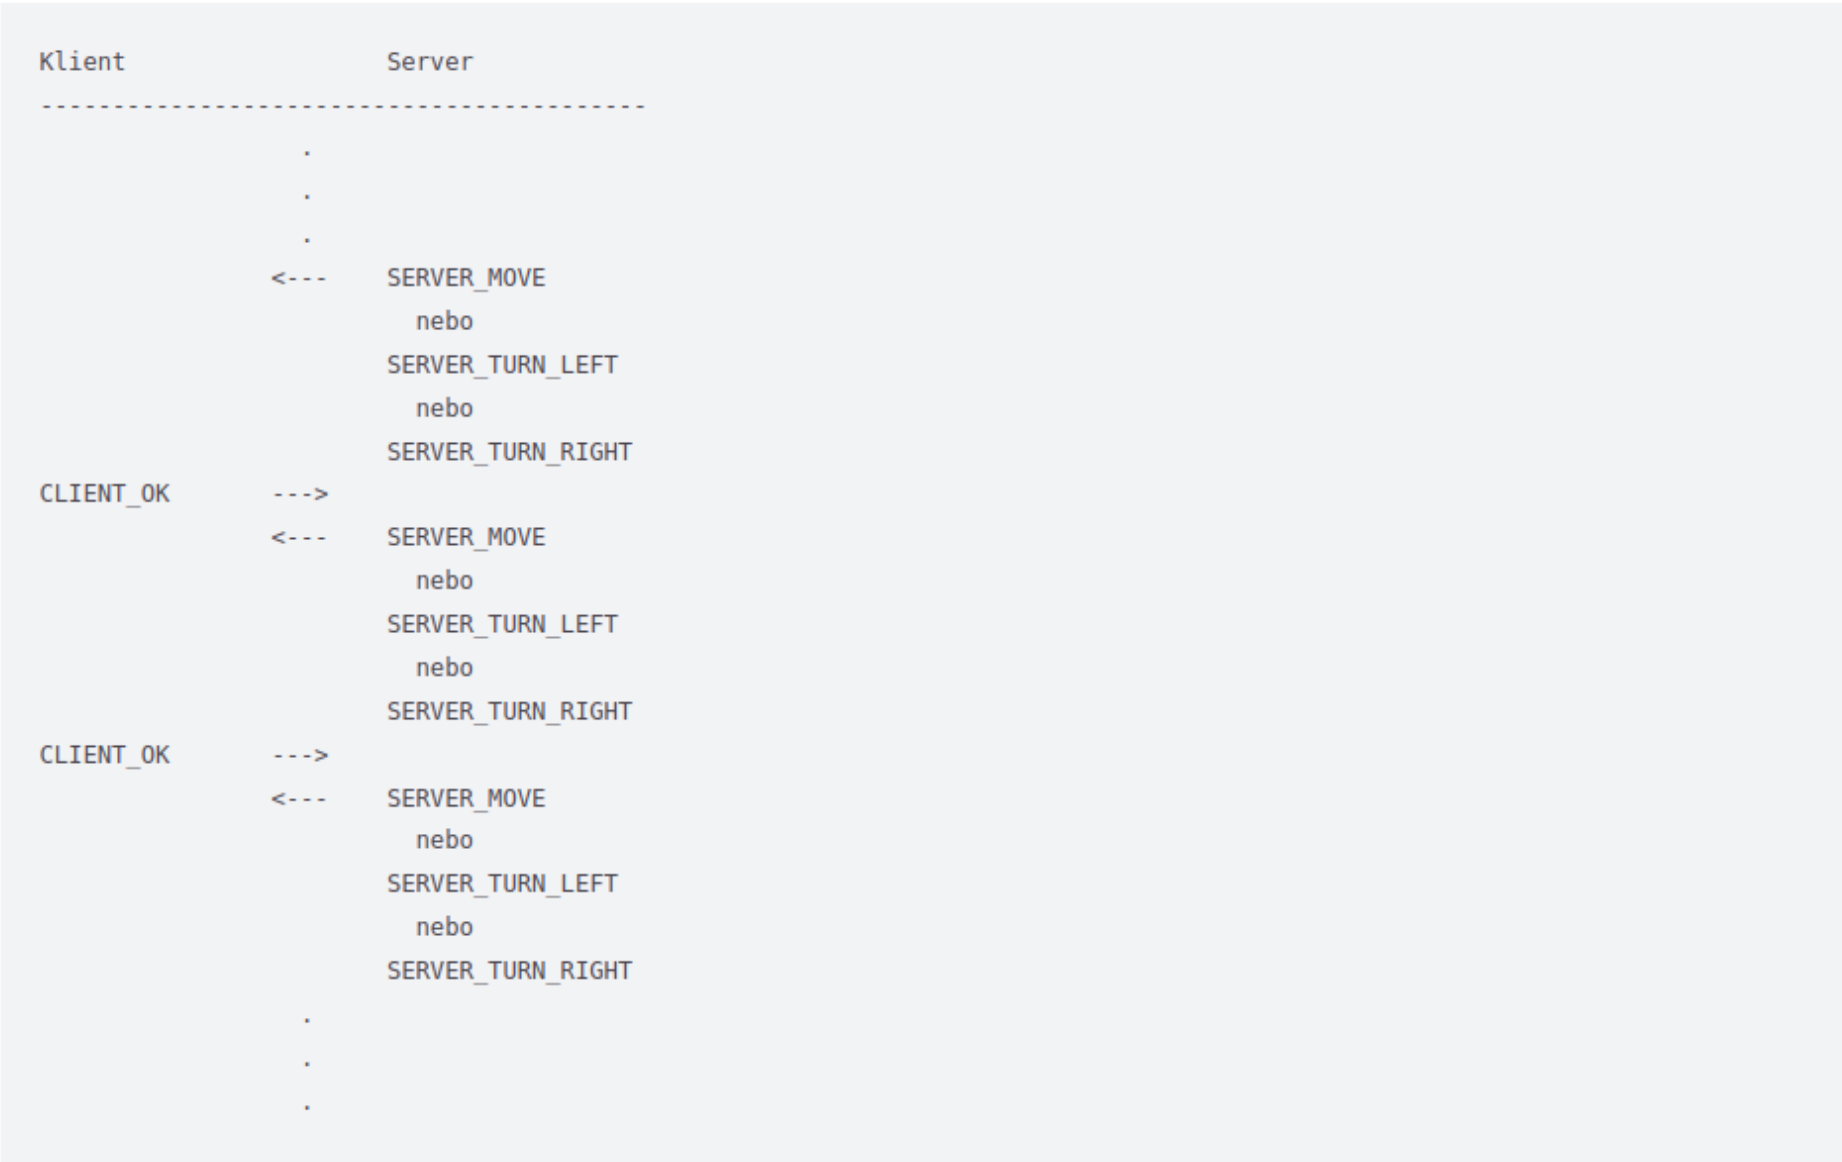 Klient                  Server
------------------------------------------
                  .
                  .
                  .
                <---    SERVER_MOVE
                          nebo
                        SERVER_TURN_LEFT
                          nebo
                        SERVER_TURN_RIGHT
CLIENT_OK       --->
                <---    SERVER_MOVE
                          nebo
                        SERVER_TURN_LEFT
                          nebo
                        SERVER_TURN_RIGHT
CLIENT_OK       --->
                <---    SERVER_MOVE
                          nebo
                        SERVER_TURN_LEFT
                          nebo
                        SERVER_TURN_RIGHT
                  .
                  .
                  .